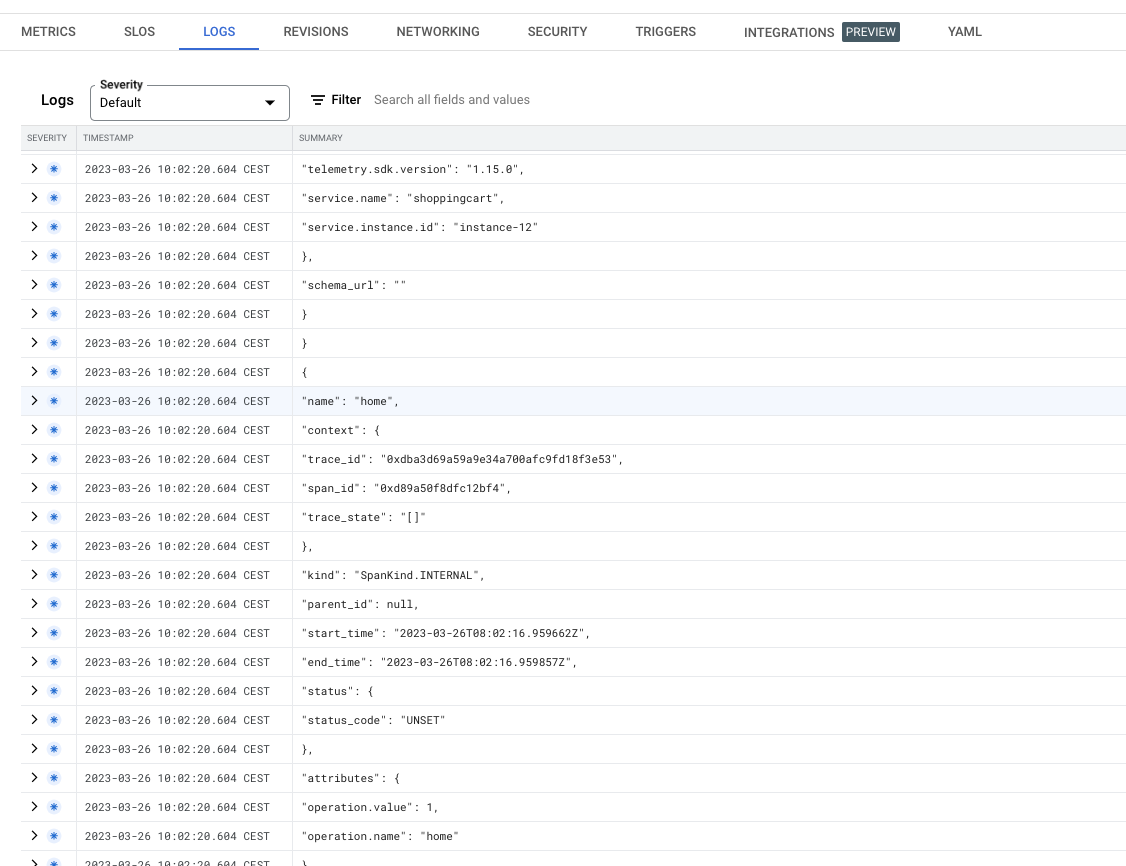 METRICS SLOS LOGS REVISIONS NETWORKING SECURITY TRIGGERS INTEGRATIONS PREVIEW YAML
Severity
Logs Default Filter Search all fields and values
SEVERITY TIMESTAMP SUMMARY
2023-03-26 10:02:20.604 CEST "telemetry.sdk.version": "1.15.0",
2023-03-26 10:02:20.604 CEST "service.name": "shoppingcart",
2023-03-26 10:02:20.604 CEST "service.instance.id": "instance-12"
2023-03-26 10:02:20.604 CEST },
2023-03-26 10:02:20.604 CEST "schema_url": ""
2023-03-26 10:02:20.604 CEST }
2023-03-26 10:02:20.604 CEST }
2023-03-26 10:02:20.604 CEST {
2023-03-26 10:02:20.604 CEST "name": "home",
2023-03-26 10:02:20.604 CEST "context": {
2023-03-26 10:02:20.604 CEST "trace_id": "0xdba3d69a59a9e34a700afc9fd18f3e53",
2023-03-26 10:02:20.604 CEST "span_id": "0xd89a50f8dfc12bf4",
2023-03-26 10:02:20.604 CEST "trace_state": "[]"
2023-03-26 10:02:20.604 CEST },
2023-03-26 10:02:20.604 CEST "kind": "SpanKind.INTERNAL",
2023-03-26 10:02:20.604 CEST "parent_id": null,
2023-03-26 10:02:20.604 CEST "start_time": "2023-03-26T08:02:16.959662Z",
2023-03-26 10:02:20.604 CEST "end_time": "2023-03-26T08:02:16.959857Z",
2023-03-26 10:02:20.604 CEST "status": {
2023-03-26 10:02:20.604 CEST "status_code": "UNSET"
2023-03-26 10:02:20.604 CEST },
2023-03-26 10:02:20.604 CEST "attributes": {
2023-03-26 10:02:20.604 CEST "operation.value": 1,
2023-03-26 10:02:20.604 CEST "operation.name": "home"
2023-03-26 10:02:20.604 CEST }